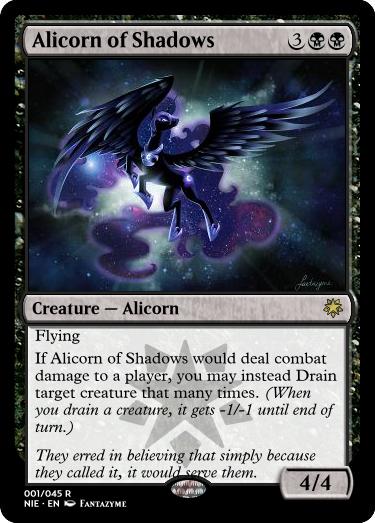 Alicorn of Shadows 3
Fantazyme
Creature — Alicorn
Flying
If Alicorn of Shadows would deal combat
damage to a player, you may instead Drain
target creature that many times. (When
you drain a creature, it gets -1/-1 until end of
turn.)
They erred in believing that simply because
they called it, it would serve them.
4/4
001/045 R
NIE • EN Fantazyme